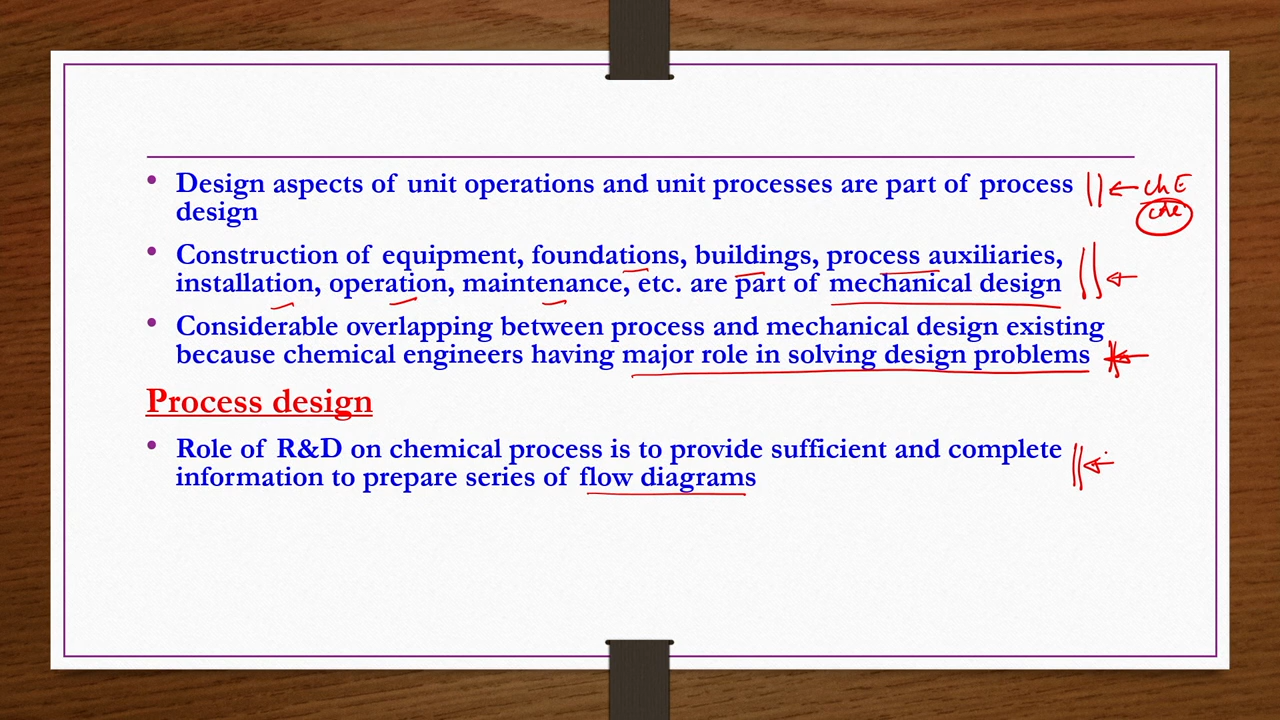 • Design aspects of unit operations and unit processes are part of process
design
ChE
che
• Construction of equipment, foundations, buildings, process auxiliaries,
installation, operation, maintenance, etc. are part of mechanical design
• Considerable overlapping between process and mechanical design existing
because chemical engineers having major role in solving design problems
Process design
• Role of R&D on chemical process is to provide sufficient and complete
information to prepare series of flow diagrams